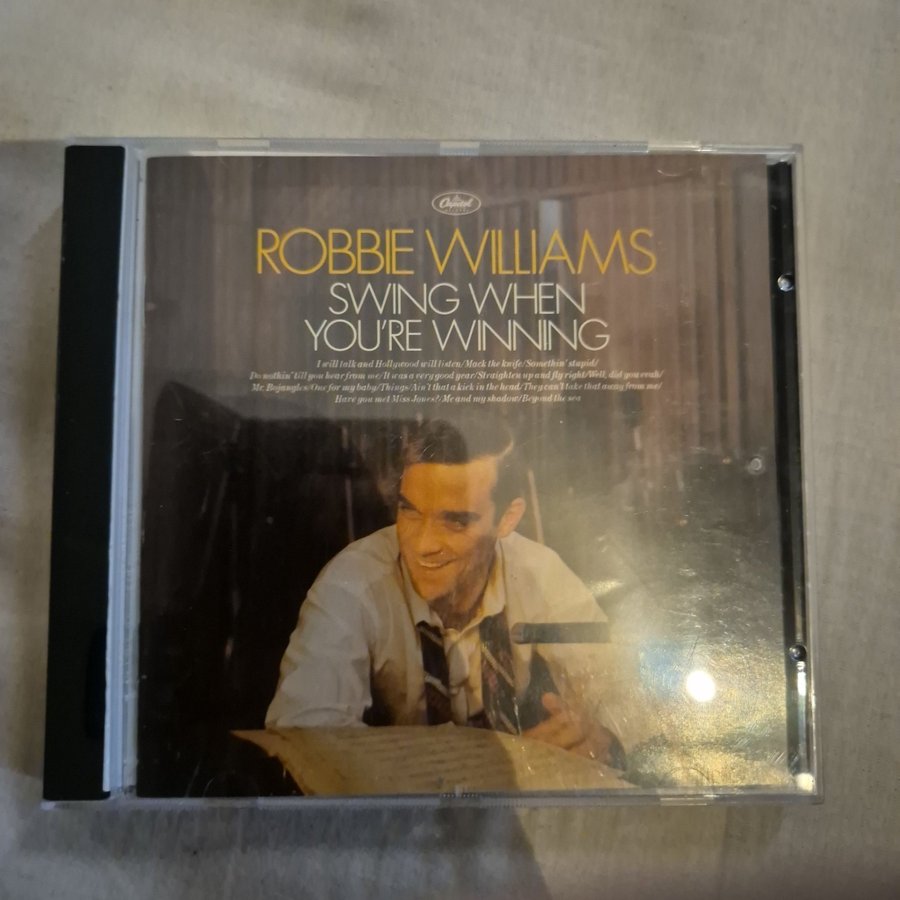 Capitol
ROBBIE WILLIAMS
SWING WHEN
YOU'RE WINNING
I will talk and Hollywood will listen/Mack the knife/Somethin' stupid/
Do nothin' till you hear from me/It was a very good year/Straighten up and fly right/Well, did you evah/
Mr. Bojangles/One for my baby/Things/Ain't that a kick in the head/They can't take that away from me/
Have you met Miss Jones?/Me and my shadow/Beyond the sea